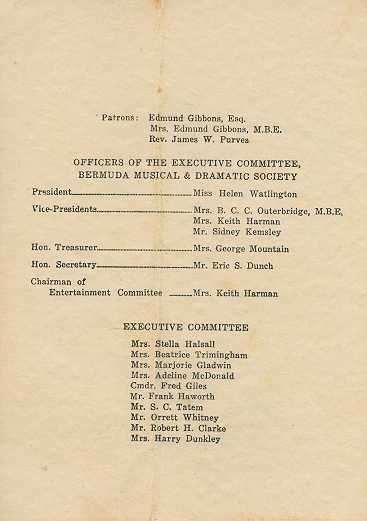 Patrons: Edmund Gibbons, Esq.
Mrs. Edmund Gibbons, M.B.E.
Rev. James W. Purves
OFFICERS OF THE EXECUTIVE COMMITTEE,
BERMUDA MUSICAL & DRAMATIC SOCIETY
President Miss Helen Watlington
Vice-Presidents Mrs. B. C. C. Outerbridge, M.B.E,
Mrs. Keith Harman
Mr. Sidney Kemsley
Hon. Treasurer Mrs. George Mountain
Hon. Secretary Mr. Eric S. Dunch
Chairman of
Entertainment Committee Mrs. Keith Harman
EXECUTIVE COMMITTEE
Mrs. Stella Halsall
Mrs. Beatrice Trimingham
Mrs. Marjorie Gladwin
Mrs. Adeline McDonald
Cmdr. Fred Giles
Mr. Frank Haworth
Mr. S. C. Tatem
Mr. Orrett Whitney
Mr. Robert H. Clarke
Mrs. Harry Dunkley